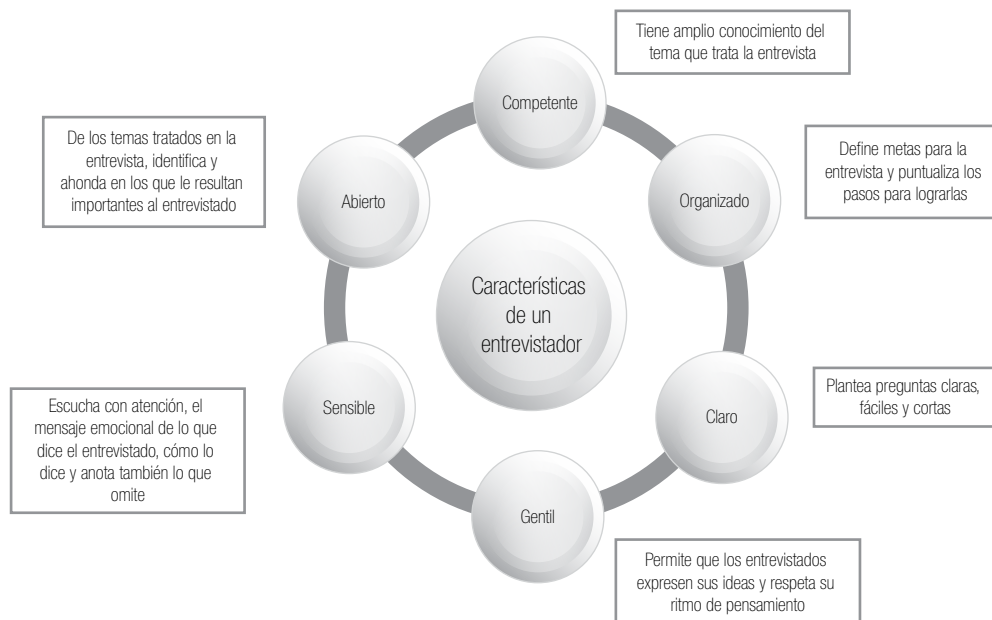 Tiene amplio conocimiento del
tema que trata la entrevista
Competente
De los temas tratados en la
entrevista, identifica y
ahonda en los que le resultan
importantes al entrevistado
Abierto
Define metas para la
entrevista y puntualiza los
pasos para lograrlas
Organizado
Características
de un
entrevistador
Sensible
Escucha con atención, el
mensaje emocional de lo que
dice el entrevistado, cómo lo
dice y anota también lo que
omite
Claro
Plantea preguntas claras,
fáciles y cortas
Gentil
Permite que los entrevistados
expresen sus ideas y respeta su
ritmo de pensamiento